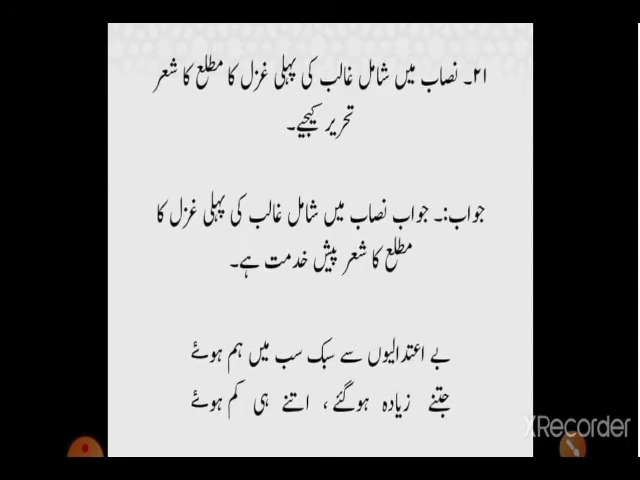 ۲۱۔ نصاب میں شامل غالب کی پہلی غزل کا مطلع کا شعر
تحریر کیجیے۔
جواب:۔ جواب نصاب میں شامل غالب کی پہلی غزل کا
مطلع کا شعر پیش خدمت ہے۔
بے اعتدالیوں سے سبک سب میں ہم ہوئے
جتنے زیادہ ہوگئے، اتنے ہی کم ہوئے
XRecorder